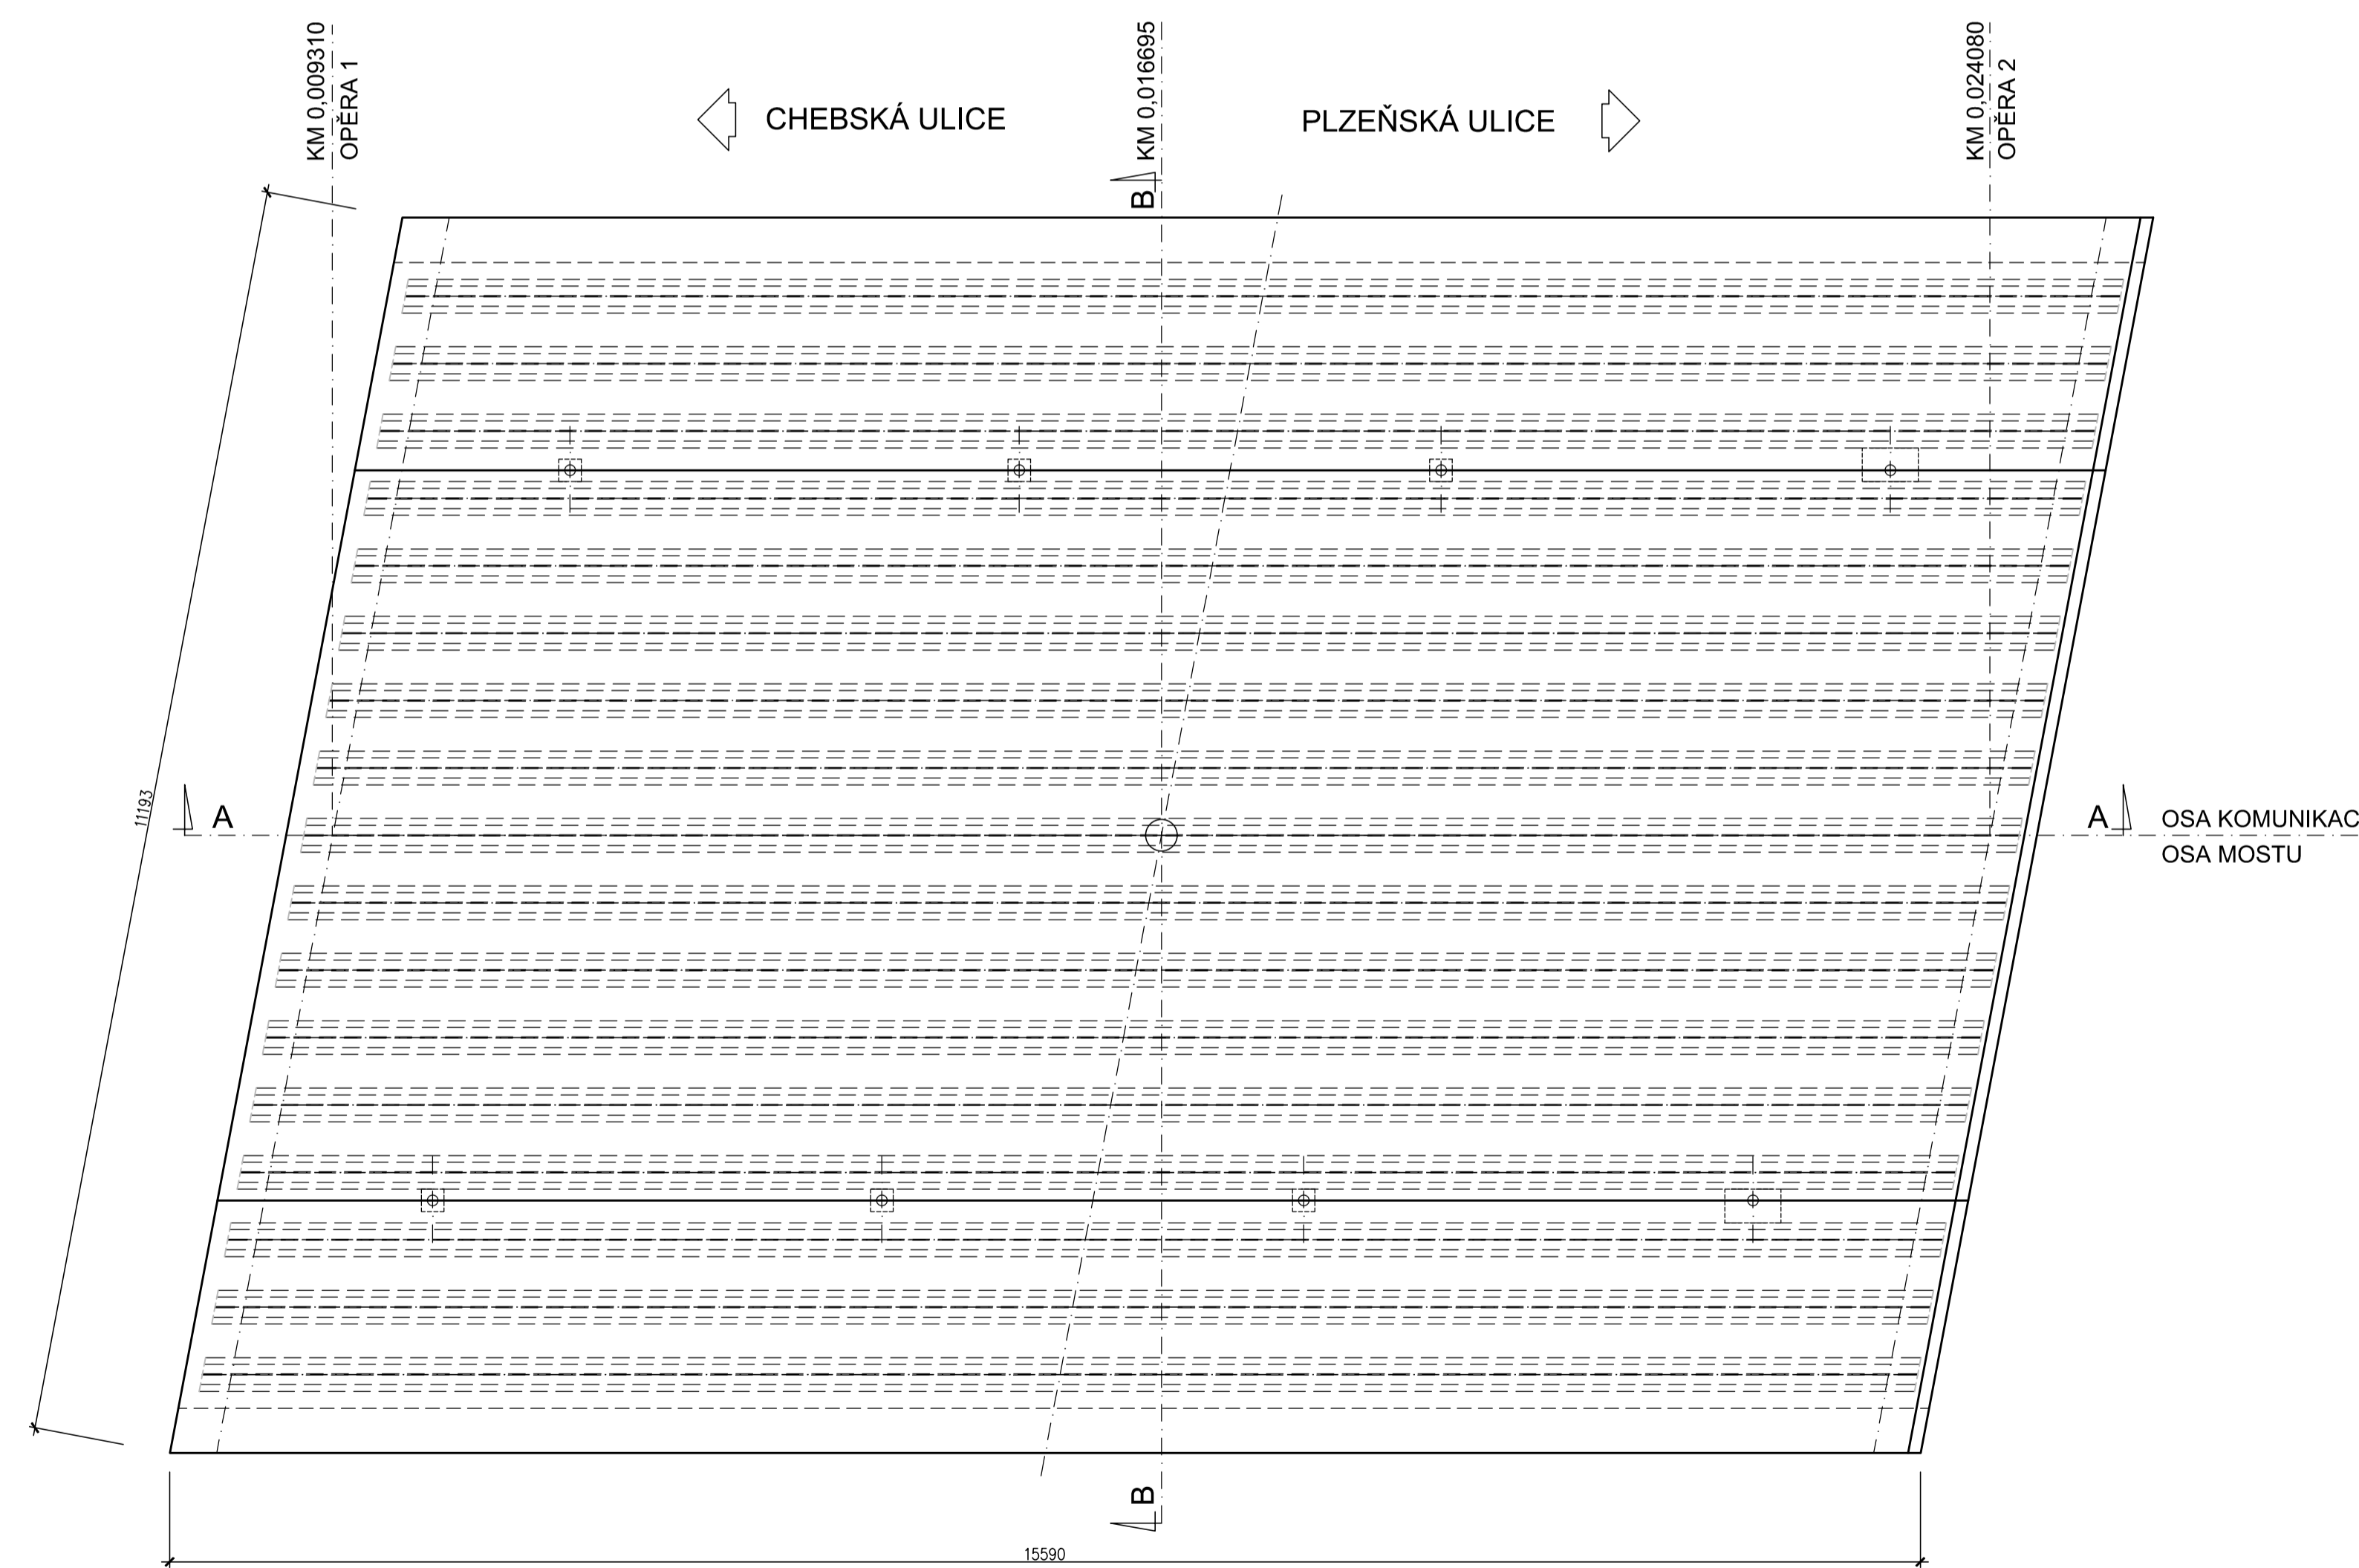 KM 0,009310
OPĚRA 1
CHEBSKÁ ULICE
KM 0,016695
PLZEŇSKÁ ULICE
KM 0,024080
OPĚRA 2
B
11193
A
A
OSA KOMUNIKAC
OSA MOSTU
B
15590